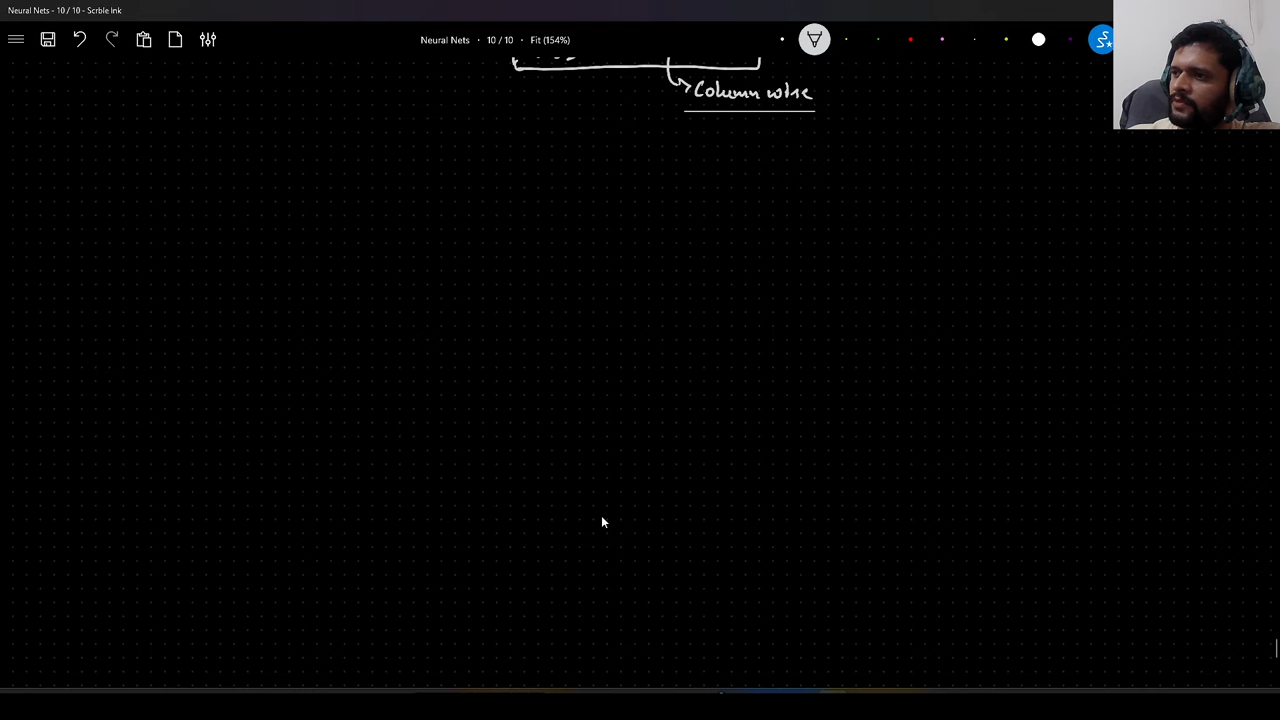 Neural Nets - 10 / 10 - Scrble Ink
Neural Nets • 10 / 10 • Fit (154%)
Column wise